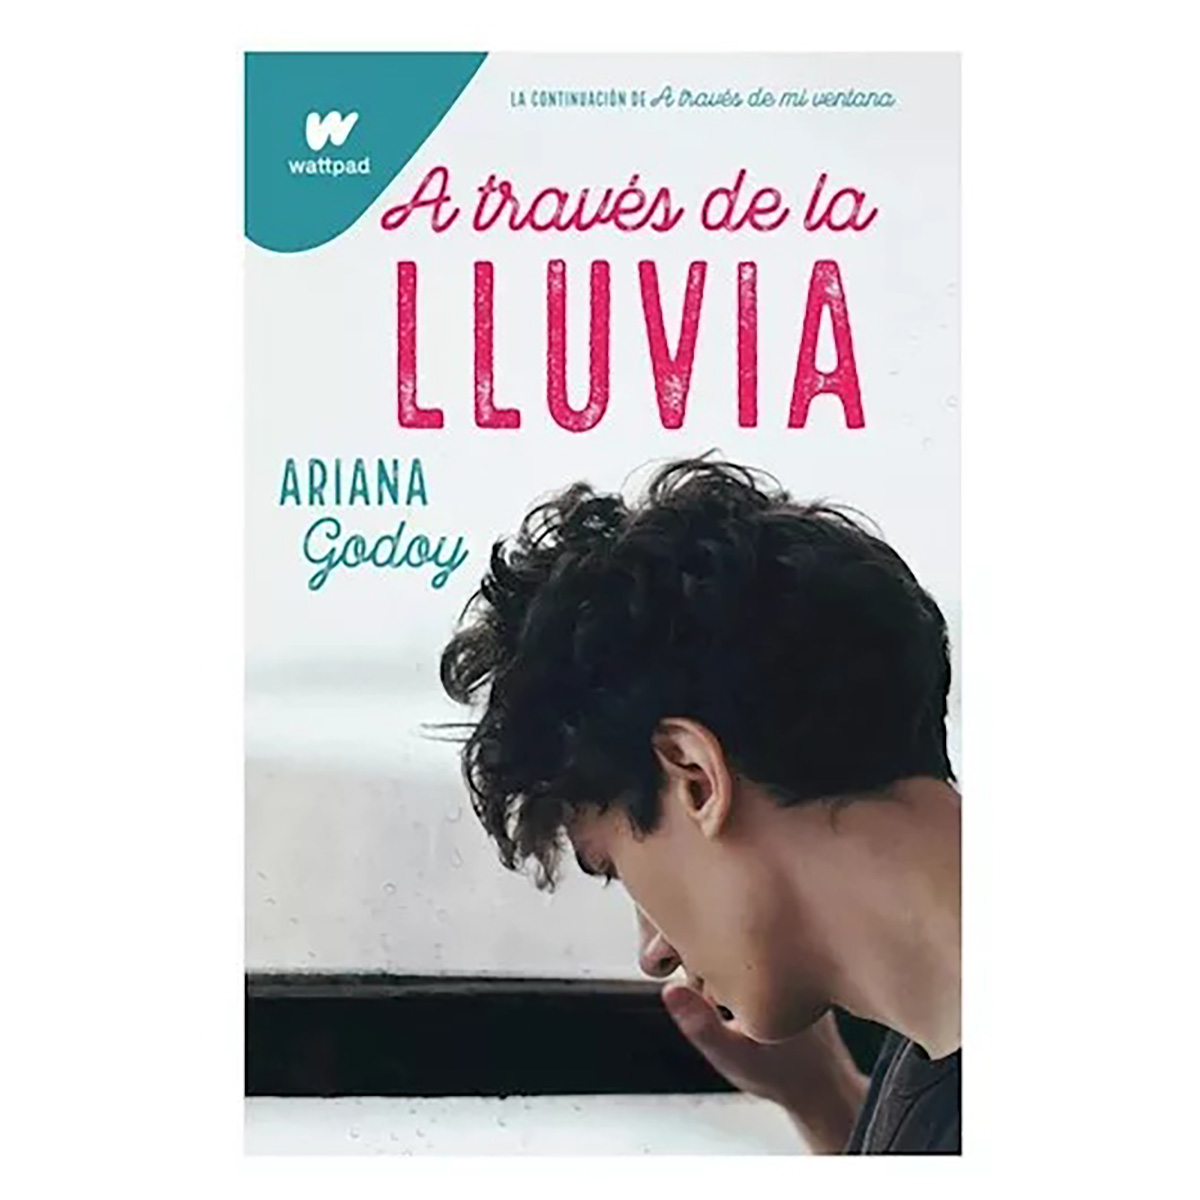 LA CONTINUACIÓN DE A través de mi ventana
wattpad
A través de la
LLUVIA
ARIANA
Godoy